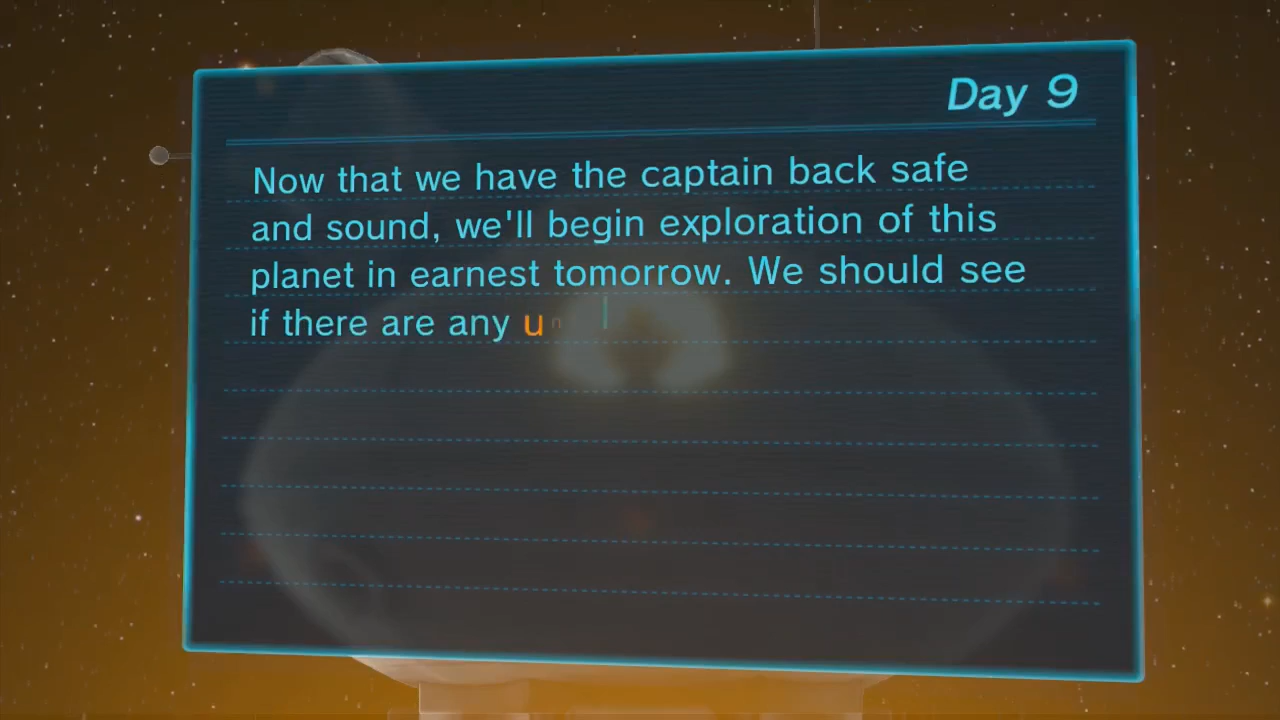 Day 9
Now that we have the captain back safe
and sound, we'll begin exploration of this
planet in earnest tomorrow. We should see
if there are any un